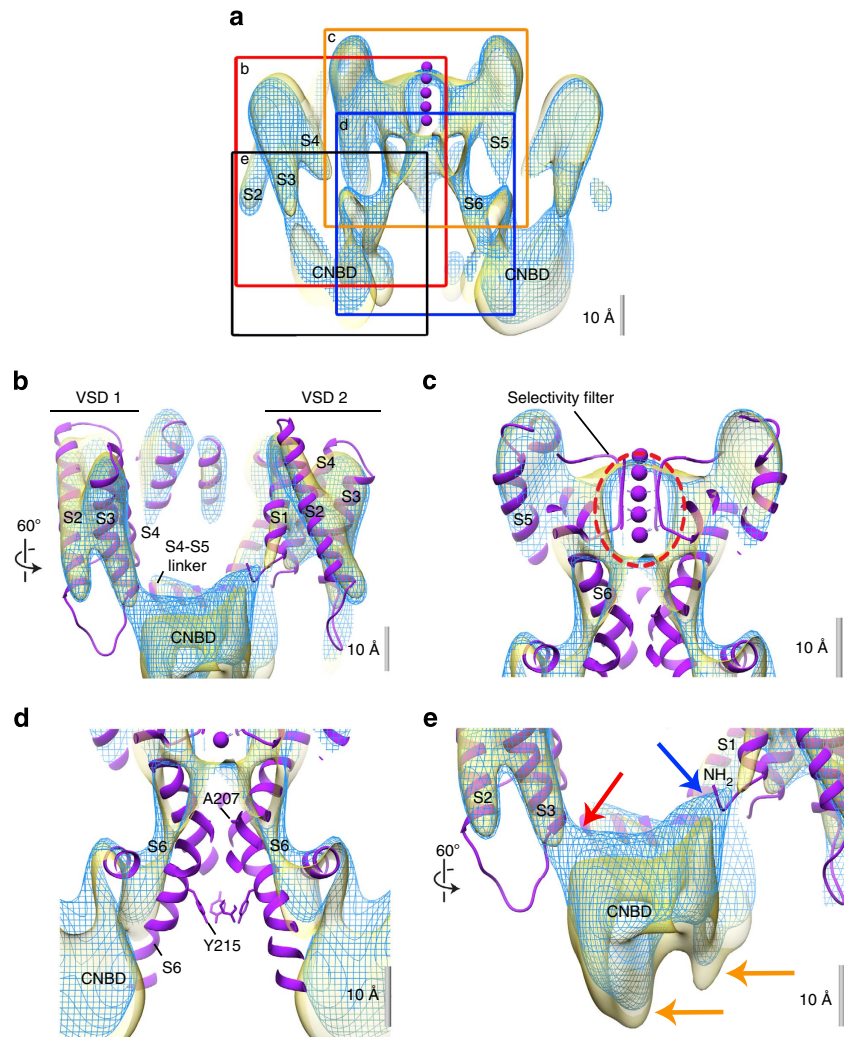 a
c
b
d
S4
S5
e
S3
S2
S6
CNBD
CNBD
10 Å
b
VSD 1
VSD 2
S4
S3
S2
S3
S2
S1
S4
60°
S4-S5
linker
CNBD
10 Å
c
Selectivity filter
S5
S6
10 Å
d
A207
S6
S6
Y215
S6
CNBD
10 Å
e
S1
NH2
S2
S3
60°
CNBD
10 Å